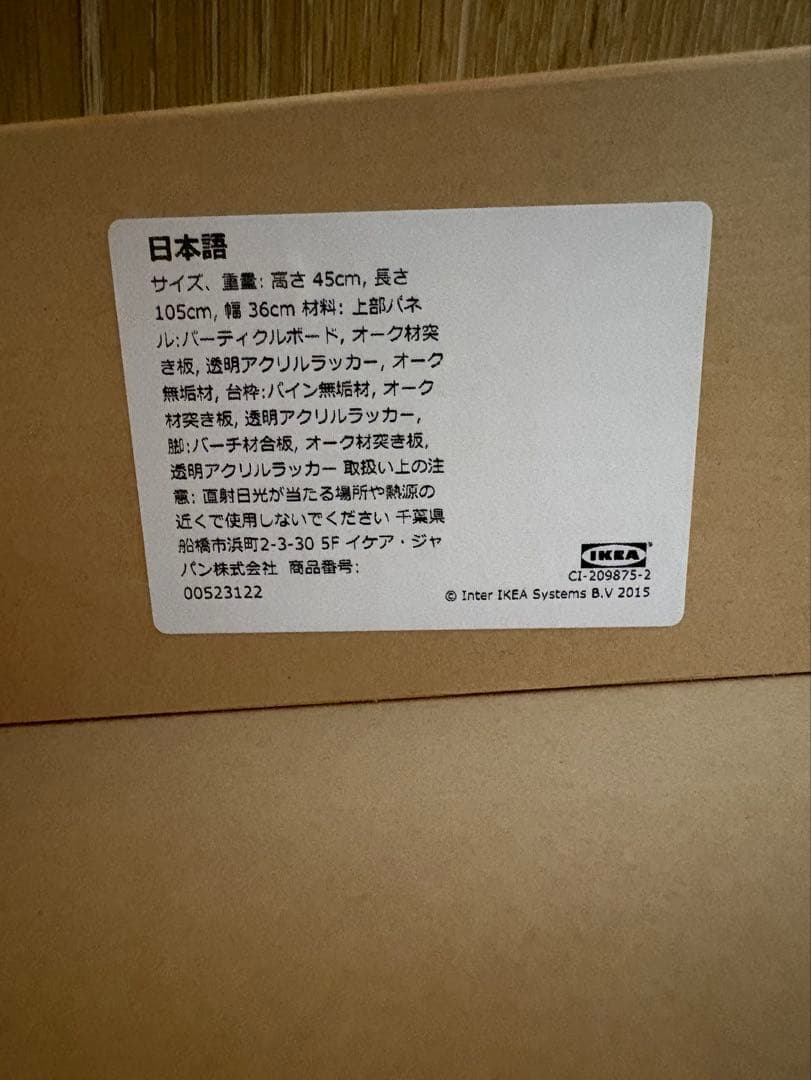 日本語
サイズ、重量: 高さ 45cm, 長さ
105cm, 幅 36cm 材料: 上部パネ
ル:パーティクルボード, オーク材突
き板, 透明アクリルラッカー, オーク
無垢材, 台枠:パイン無垢材, オーク
材突き板, 透明アクリルラッカー,
脚:バーチ材合板, オーク材突き板,
透明アクリルラッカー 取扱い上の注
意: 直射日光が当たる場所や熱源の
近くで使用しないでください 千葉県
船橋市浜町2-3-30 5F イケア・ジャ
パン株式会社 商品番号:
00523122
IKEA
CI-209875-2
© Inter IKEA Systems B.V 2015